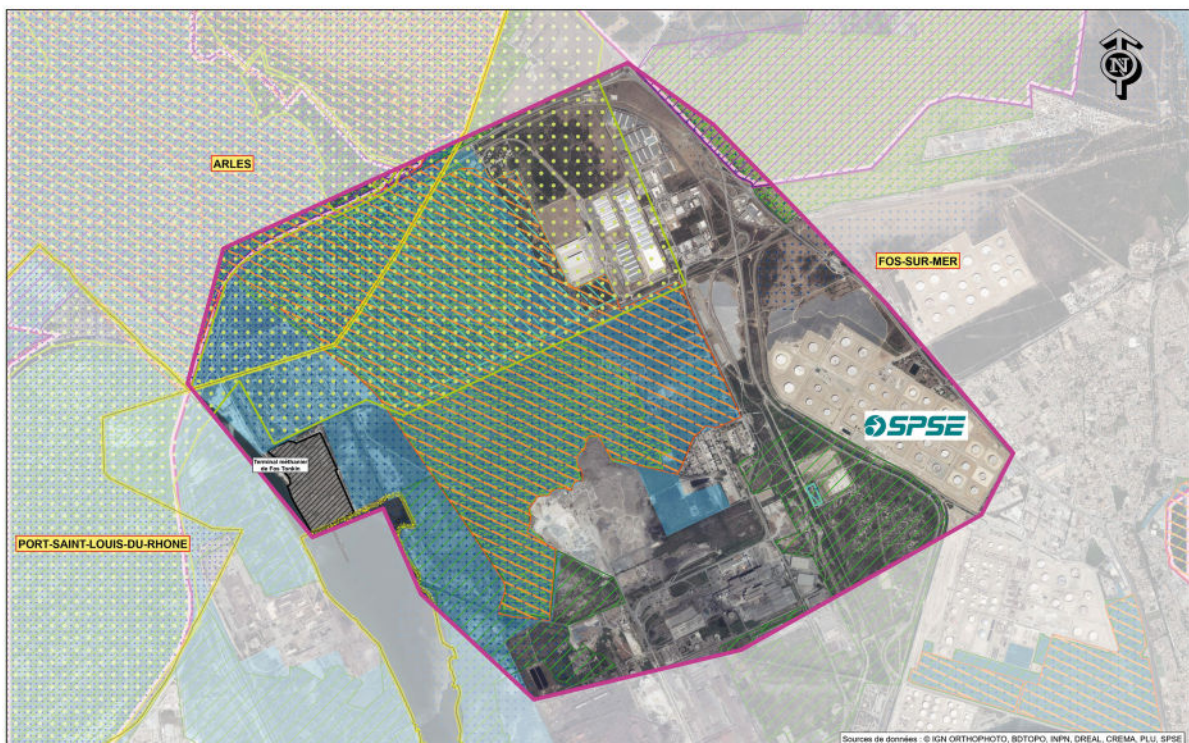 N
ARLES
FOS-SUR-MER
SPSE
Terminal méthanier
de Fos Tonkin
PORT-SAINT-LOUIS-DU-RHONE
Sources de données : © IGN ORTHOPHOTO, BDTOPO, INPN, DREAL, CREMA, PLU, SPSE